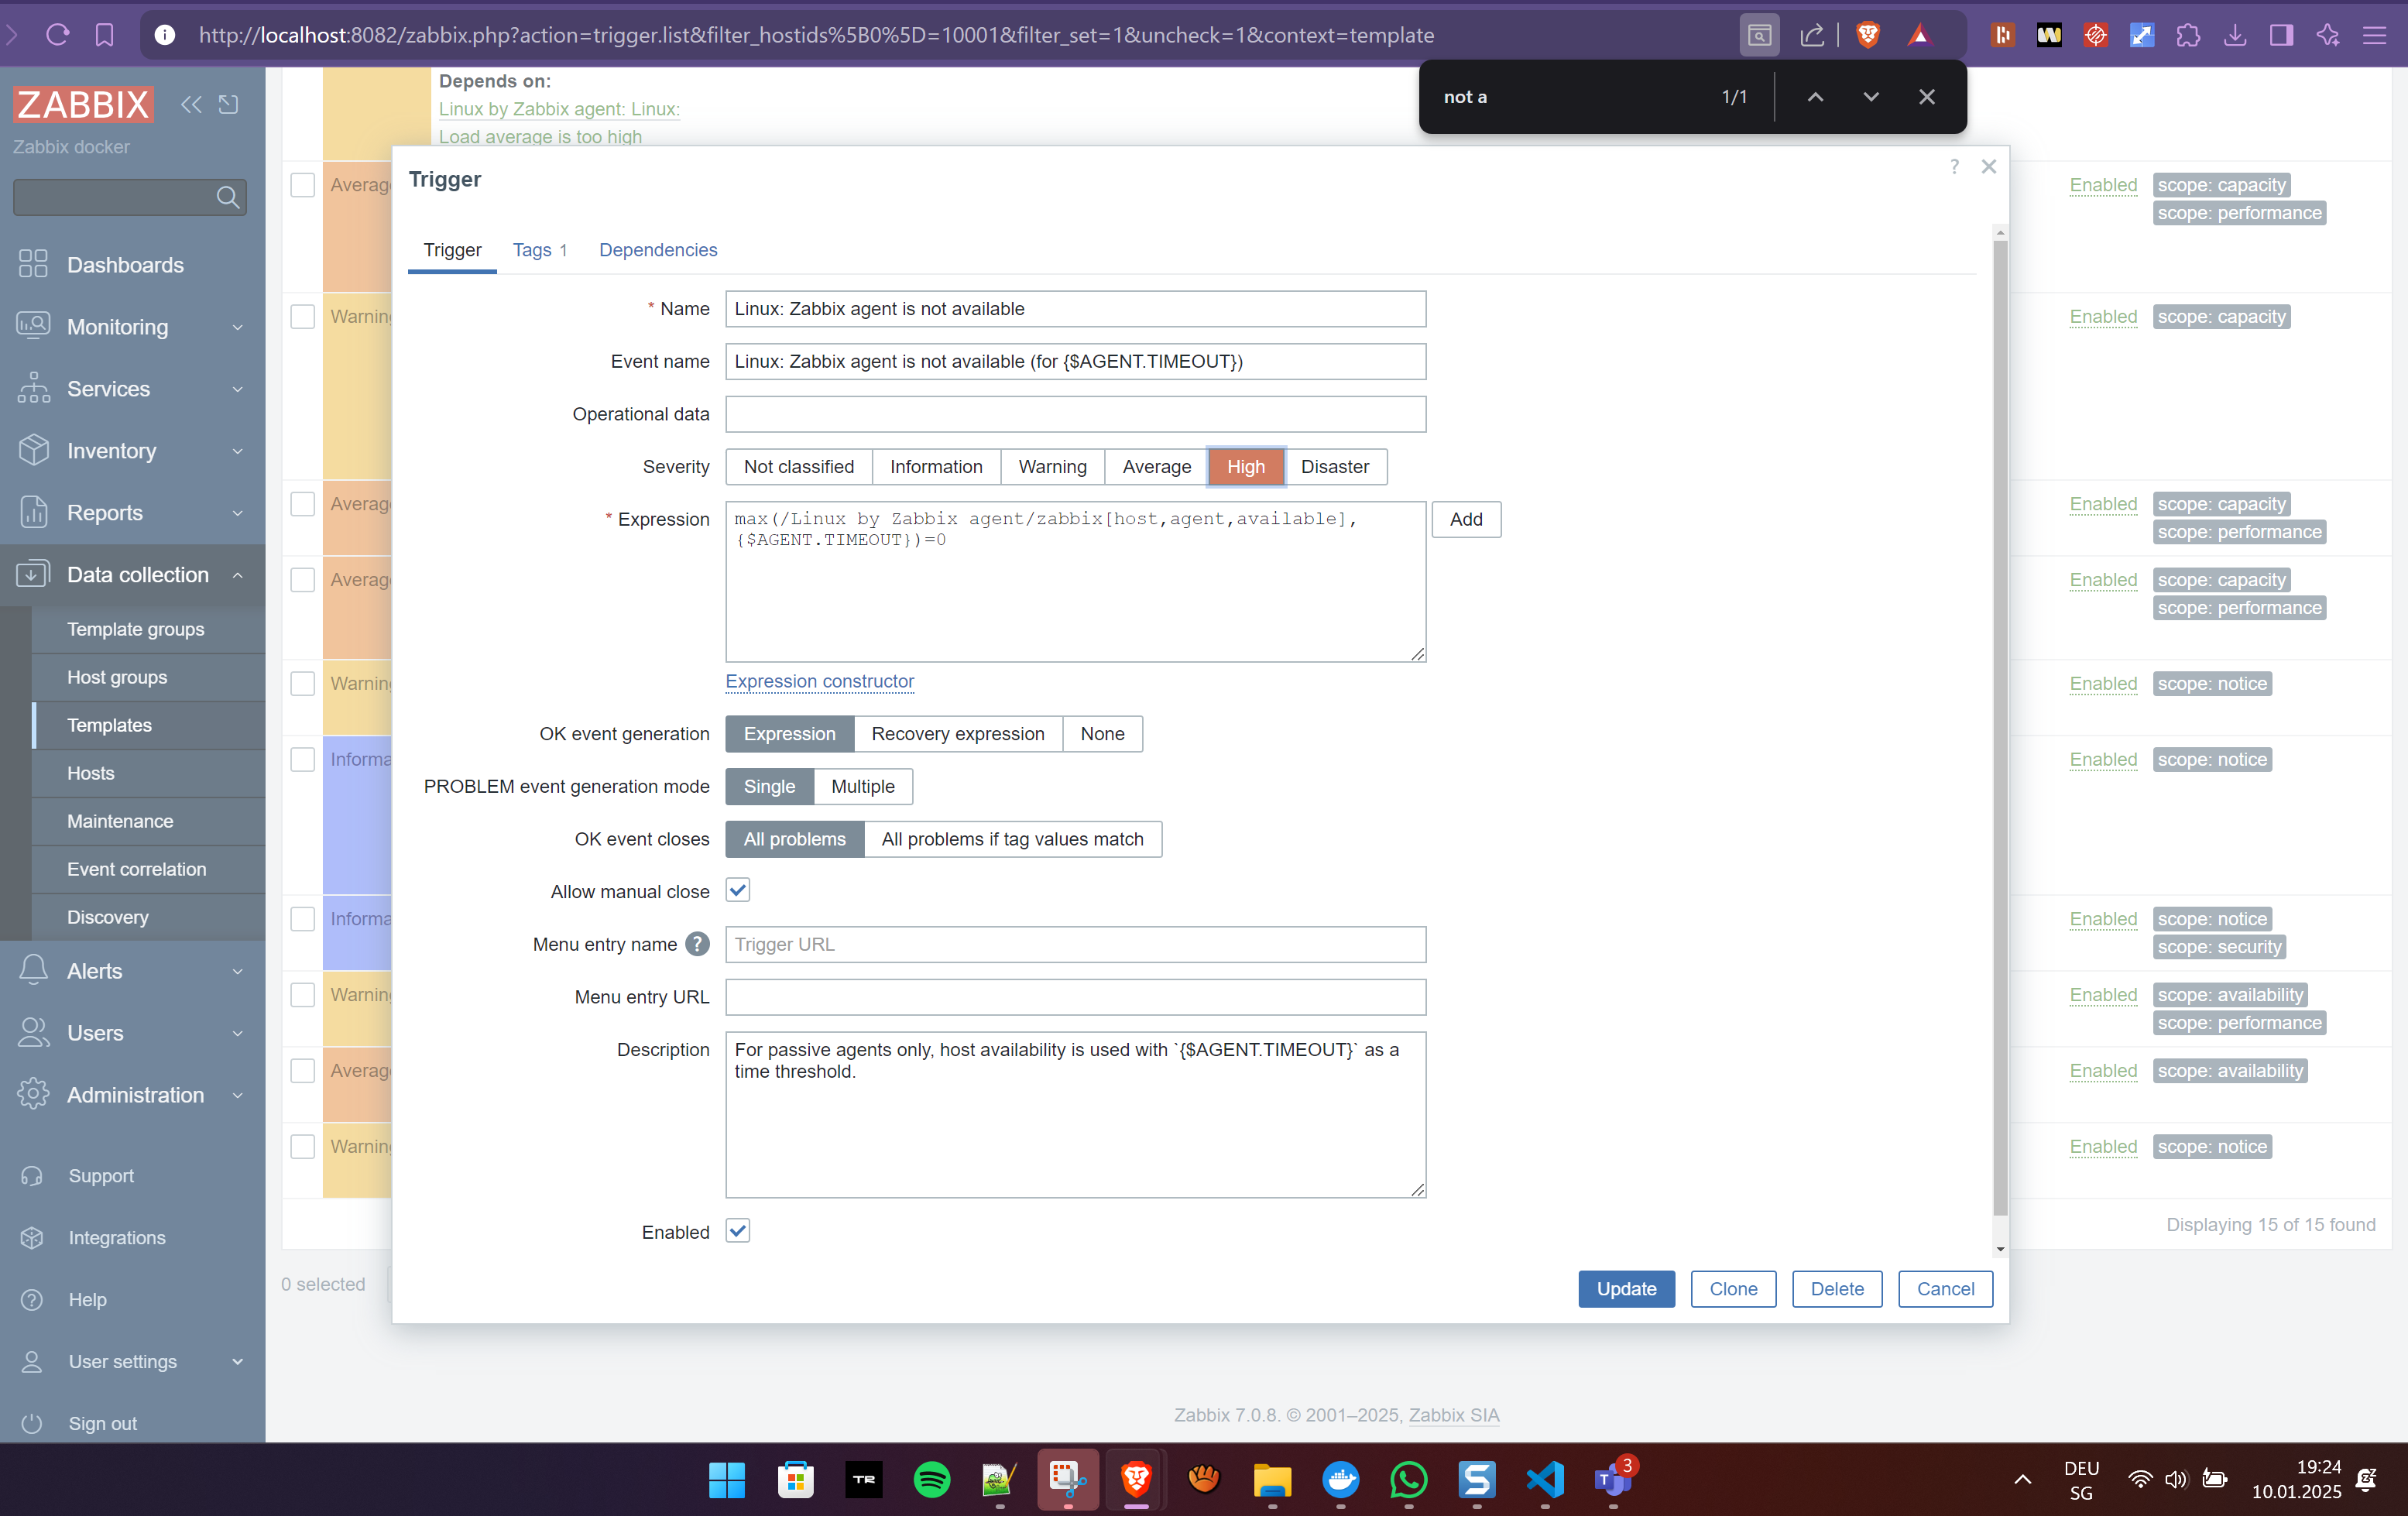 http://localhost:8082/zabbix.php?action=trigger.list&filter_hostids%5B0%5D=10001&filter_set=1&uncheck=1&context=template
not a
1/1
ZABBIX
Zabbix docker
Dashboards
Monitoring
Services
Inventory
Reports
Data collection
Template groups
Host groups
Templates
Hosts
Maintenance
Event correlation
Discovery
Alerts
Users
Administration
Support
Integrations
Help
User settings
Sign out
Depends on:
Linux by Zabbix agent: Linux:
Load average is too high
Trigger
?
Trigger
Tags 1
Dependencies
* Name
Linux: Zabbix agent is not available
Event name
Linux: Zabbix agent is not available (for {$AGENT.TIMEOUT})
Operational data
Severity
Not classified
Information
Warning
Average
High
Disaster
* Expression
max(/Linux by Zabbix agent/zabbix[host,agent,available],
{$AGENT.TIMEOUT})=0
Add
Expression constructor
OK event generation
Expression
Recovery expression
None
PROBLEM event generation mode
Single
Multiple
OK event closes
All problems
All problems if tag values match
Allow manual close
Menu entry name ?
Trigger URL
Menu entry URL
Description
For passive agents only, host availability is used with `{$AGENT.TIMEOUT}` as a
time threshold.
Enabled
Update
Clone
Delete
Cancel
Enabled scope: capacity
scope: performance
Enabled scope: capacity
Enabled scope: capacity
scope: performance
Enabled scope: capacity
scope: performance
Enabled scope: notice
Enabled scope: notice
Enabled scope: notice
scope: security
Enabled scope: availability
scope: performance
Enabled scope: availability
Enabled scope: notice
Displaying 15 of 15 found
0 selected
Zabbix 7.0.8. © 2001–2025, Zabbix SIA
TR
3
DEU
SG
19:24
10.01.2025